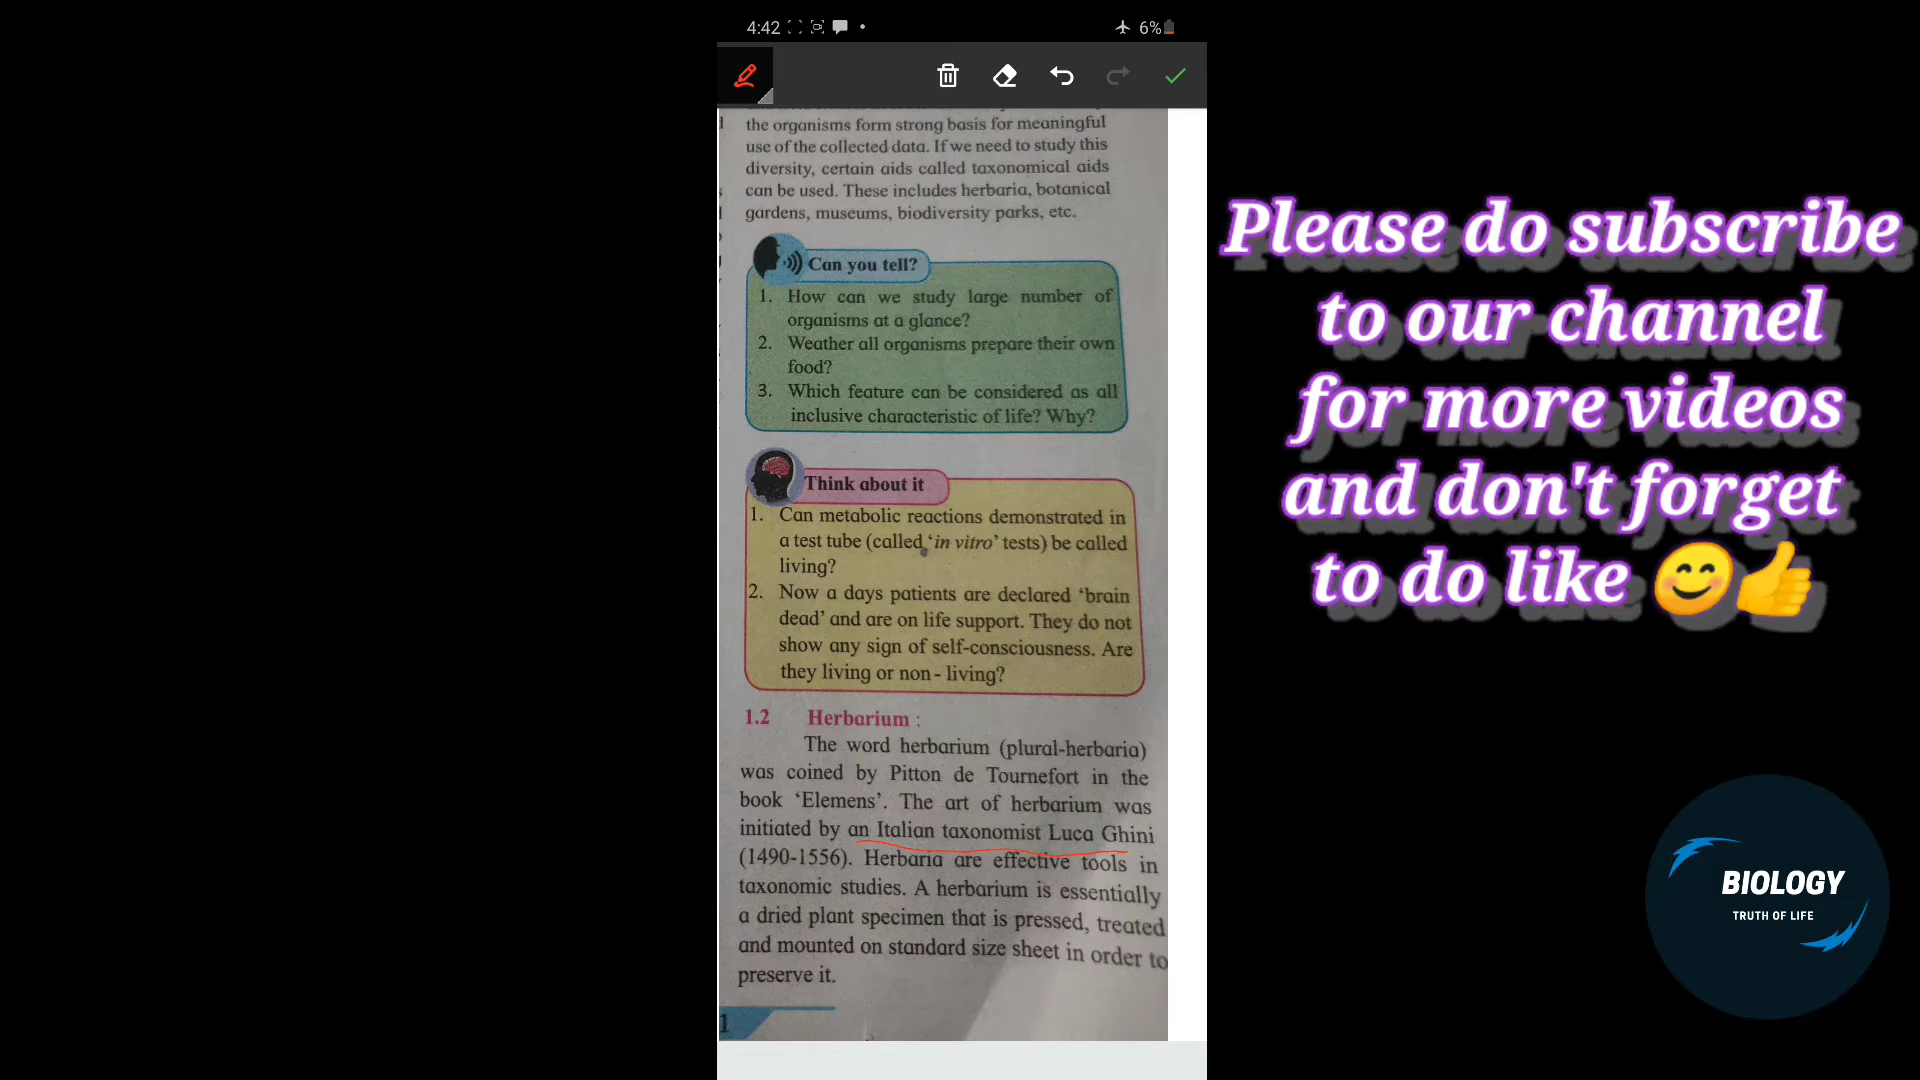 4:42
6%
the organisms form strong basis for meaningful
use of the collected data. If we need to study this
diversity, certain aids called taxonomical aids
can be used. These includes herbaria, botanical
gardens, museums, biodiversity parks, etc.
Can you tell?
1. How can we study large number of
organisms at a glance?
2. Weather all organisms prepare their own
food?
3. Which feature can be considered as all
inclusive characteristic of life? Why?
Think about it
1. Can metabolic reactions demonstrated in
a test tube (called ‘in vitro’ tests) be called
living?
2. Now a days patients are declared ‘brain
dead’ and are on life support. They do not
show any sign of self-consciousness. Are
they living or non - living?
1.2 Herbarium :
The word herbarium (plural-herbaria)
was coined by Pitton de Tournefort in the
book ‘Elemens’. The art of herbarium was
initiated by an Italian taxonomist Luca Ghini
(1490-1556). Herbaria are effective tools in
taxonomic studies. A herbarium is essentially
a dried plant specimen that is pressed, treated
and mounted on standard size sheet in order to
preserve it.
1
Please do subscribe
to our channel
for more videos
and don't forget
to do like 😊👍
BIOLOGY
TRUTH OF LIFE